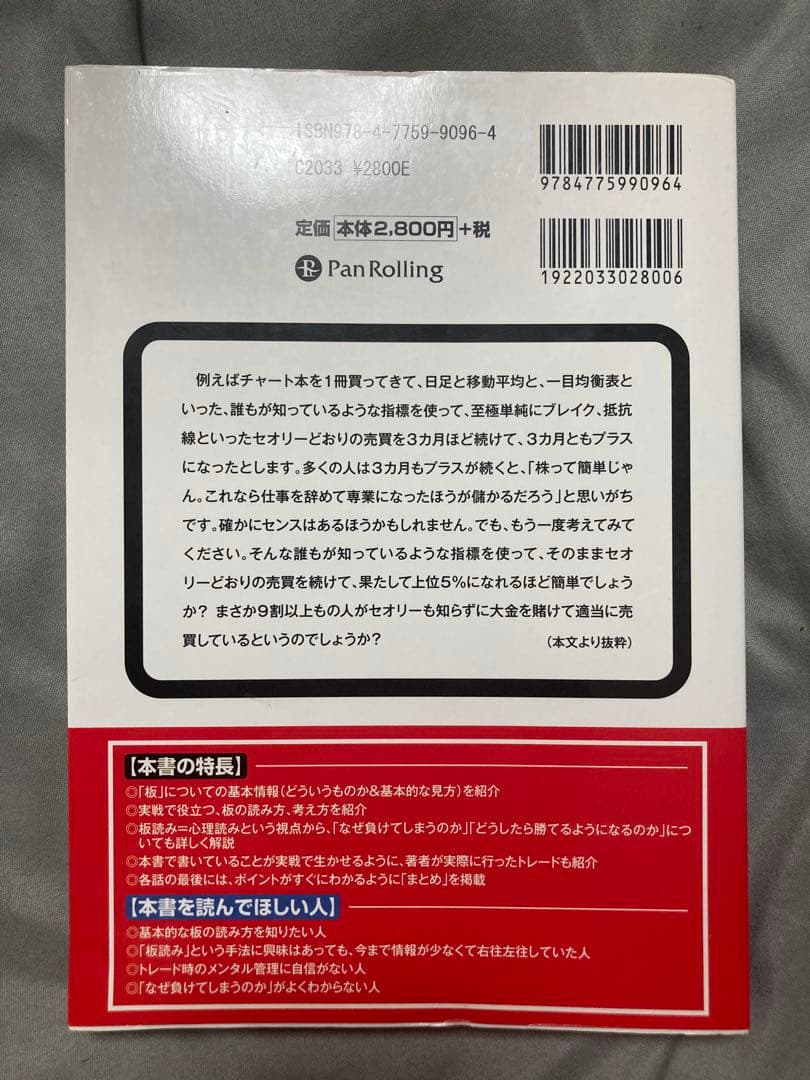 ISBN978-4-7759-9096-4
C2033 ¥2800E
9784775990964
定価 本体2,800円+税
PanRolling
1922033028006
例えばチャート本を1冊買ってきて、日足と移動平均と、一目均衡表と
いった、誰もが知っているような指標を使って、至極単純にブレイク、抵抗
線といったセオリーどおりの売買を3カ月ほど続けて、3カ月ともプラス
になったとします。多くの人は3カ月もプラスが続くと、「株って簡単じゃ
ん。これなら仕事を辞めて専業になったほうが儲かるだろう」と思いがち
です。確かにセンスはあるほうかもしれません。でも、もう一度考えてみて
ください。そんな誰もが知っているような指標を使って、そのままセオ
リーどおりの売買を続けて、果たして上位5%になれるほど簡単でしょう
か? まさか9割以上もの人がセオリーも知らずに大金を賭けて適当に売
買しているというのでしょうか?
(本文より抜粋)
【本書の特長】
◎「板」についての基本情報(どういうものか&基本的な見方)を紹介
◎実戦で役立つ、板の読み方、考え方を紹介
◎板読み=心理読みという視点から、「なぜ負けてしまうのか」「どうしたら勝てるようになるのか」につ
いても詳しく解説
◎本書で書いていることが実戦で生かせるように、著者が実際に行ったトレードも紹介
◎各話の最後には、ポイントがすぐにわかるように「まとめ」を掲載
【本書を読んでほしい人】
◎基本的な板の読み方を知りたい人
◎「板読み」という手法に興味はあっても、今まで情報が少なくて右往左往していた人
◎トレード時のメンタル管理に自信がない人
◎「なぜ負けてしまうのか」がよくわからない人